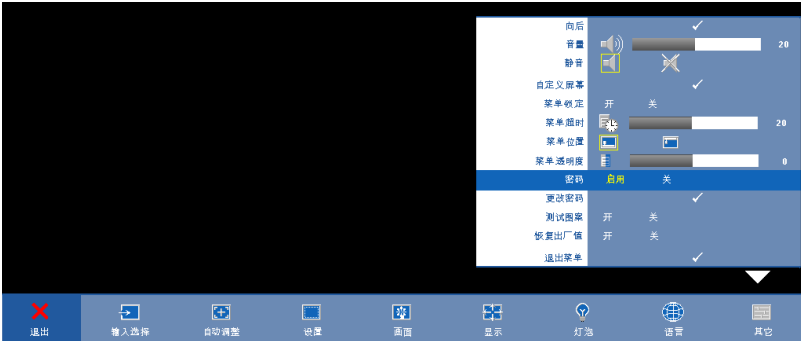 向后
音量 20
静音
自定义屏幕
菜单锁定 开 关
菜单超时 20
菜单位置
菜单透明度 0
密码 启用 关
更改密码
测试图案 开 关
恢复出厂值 开 关
退出菜单
退出 输入选择 自动调整 设置 画面 显示 灯泡 语言 其它